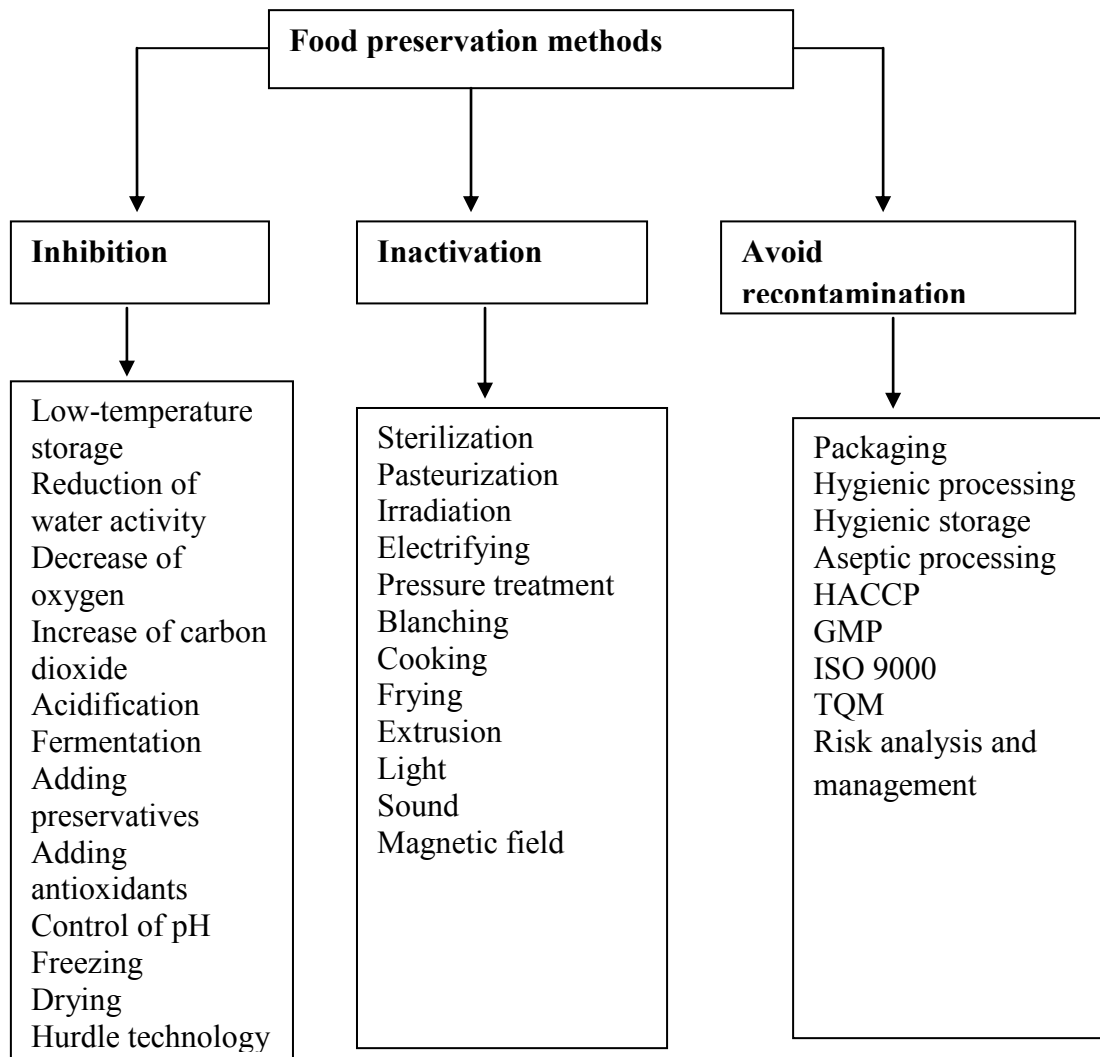 Food preservation methods
Inhibition
Inactivation
Avoid
recontamination
Low-temperature
storage
Reduction of
water activity
Decrease of
oxygen
Increase of carbon
dioxide
Acidification
Fermentation
Adding
preservatives
Adding
antioxidants
Control of pH
Freezing
Drying
Hurdle technology
Sterilization
Pasteurization
Irradiation
Electrifying
Pressure treatment
Blanching
Cooking
Frying
Extrusion
Light
Sound
Magnetic field
Packaging
Hygienic processing
Hygienic storage
Aseptic processing
HACCP
GMP
ISO 9000
TQM
Risk analysis and
management